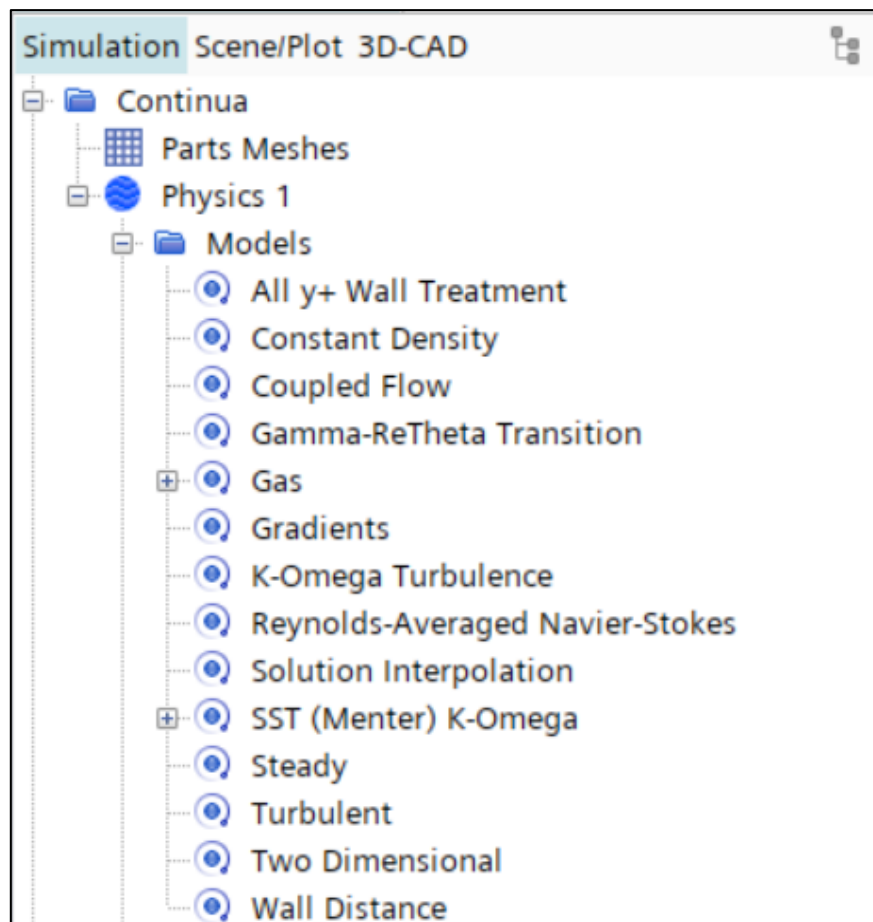 Simulation Scene/Plot 3D-CAD
Continua
Parts Meshes
Physics 1
Models
All y+ Wall Treatment
Constant Density
Coupled Flow
Gamma-ReTheta Transition
Gas
Gradients
K-Omega Turbulence
Reynolds-Averaged Navier-Stokes
Solution Interpolation
SST (Menter) K-Omega
Steady
Turbulent
Two Dimensional
Wall Distance